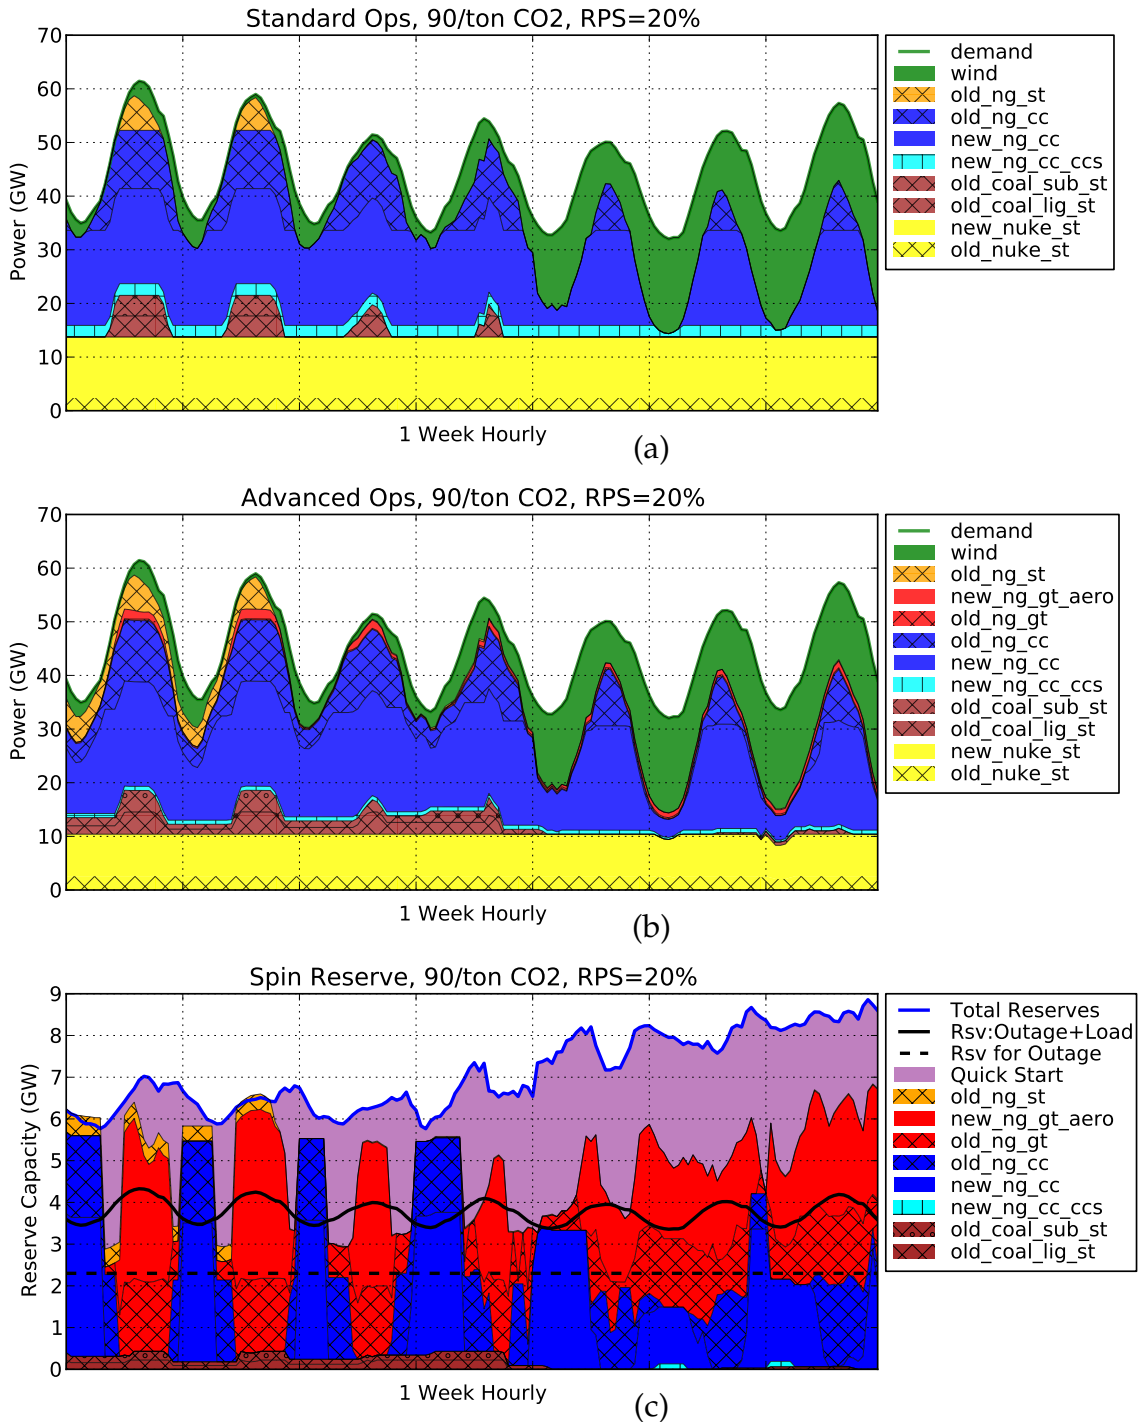 Standard Ops, 90/ton CO2, RPS=20%
70
60
50
40
30
20
10
0
Power (GW)
1 Week Hourly
(a)
demand
wind
old_ng_st
old_ng_cc
new_ng_cc
new_ng_cc_ccs
old_coal_sub_st
old_coal_lig_st
new_nuke_st
old_nuke_st
Advanced Ops, 90/ton CO2, RPS=20%
70
60
50
40
30
20
10
0
Power (GW)
1 Week Hourly
(b)
demand
wind
old_ng_st
new_ng_gt_aero
old_ng_gt
old_ng_cc
new_ng_cc
new_ng_cc_ccs
old_coal_sub_st
old_coal_lig_st
new_nuke_st
old_nuke_st
Spin Reserve, 90/ton CO2, RPS=20%
9
8
7
6
5
4
3
2
1
0
Reserve Capacity (GW)
1 Week Hourly
(c)
Total Reserves
Rsv:Outage+Load
Rsv for Outage
Quick Start
old_ng_st
new_ng_gt_aero
old_ng_gt
old_ng_cc
new_ng_cc
new_ng_cc_ccs
old_coal_sub_st
old_coal_lig_st